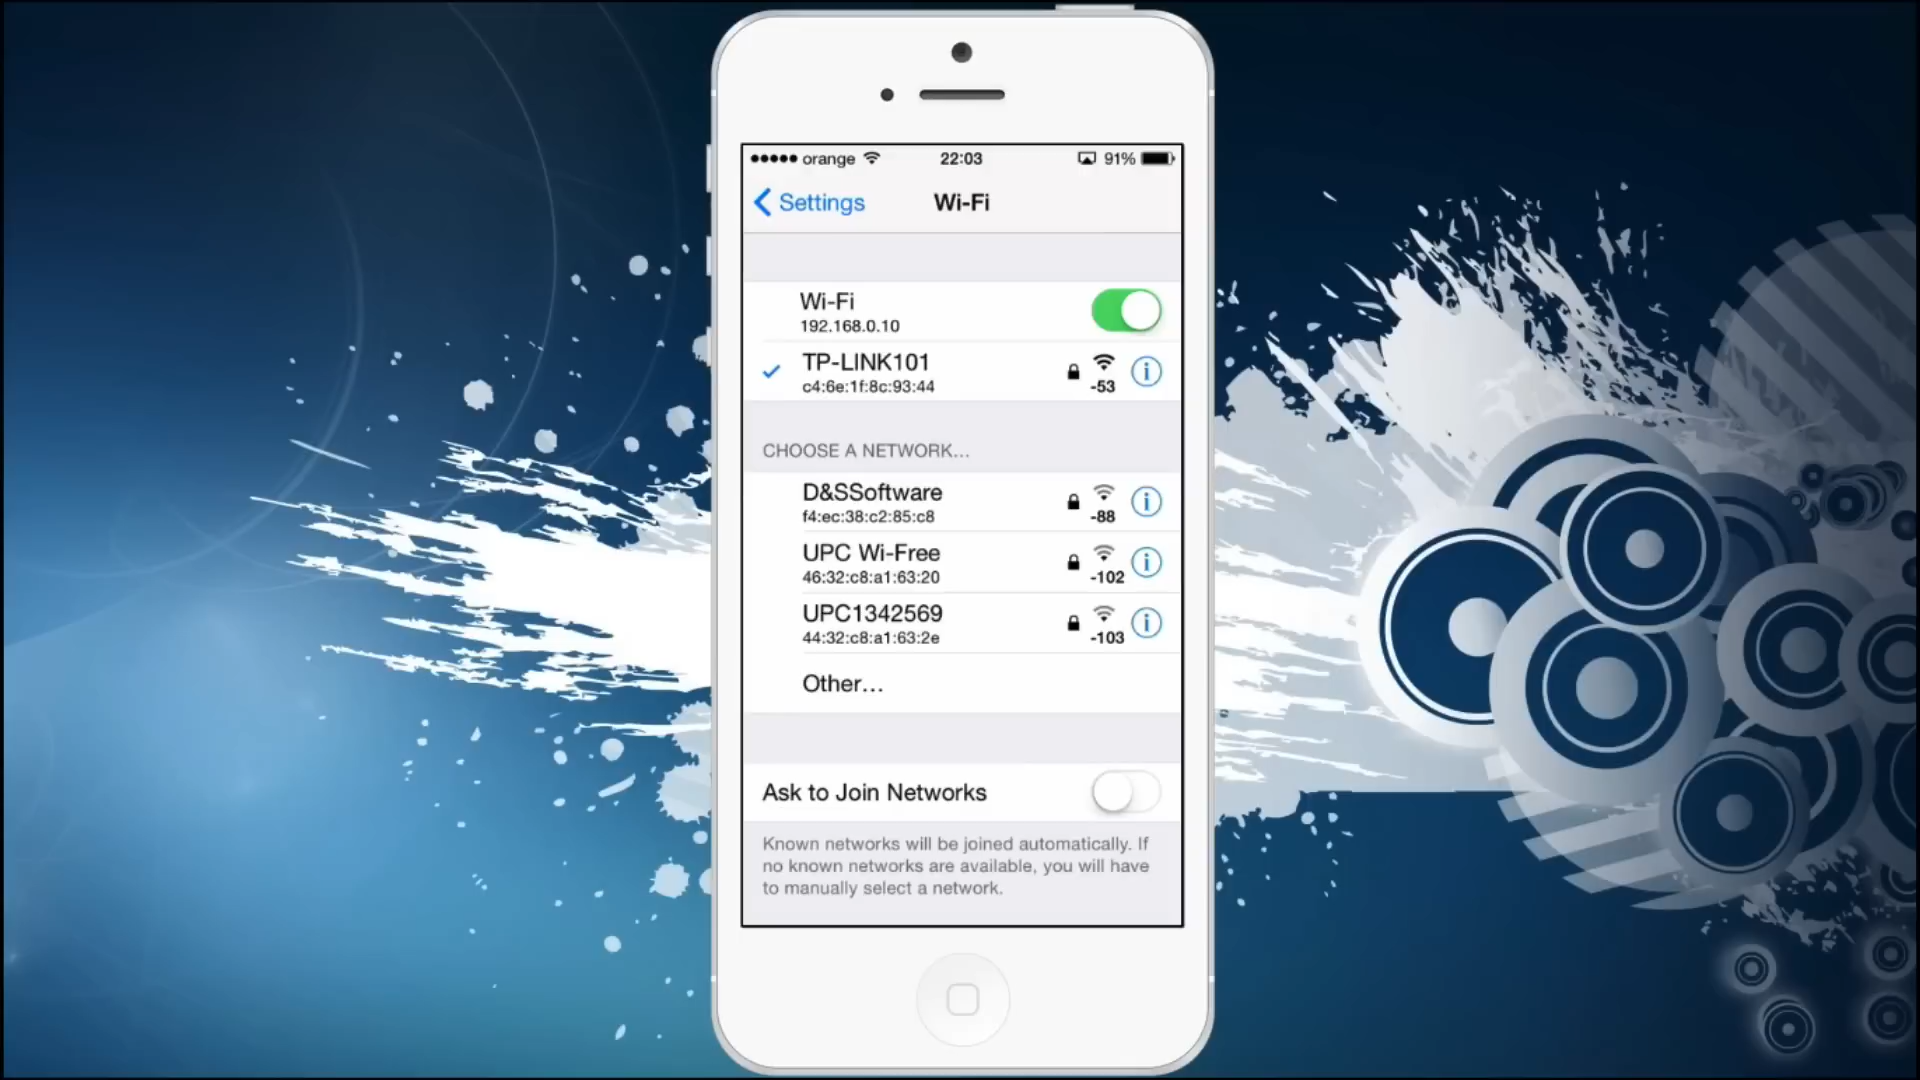 orange 22:03 91%
Settings Wi-Fi
Wi-Fi
192.168.0.10
TP-LINK101
c4:6e:1f:8c:93:44 -53
CHOOSE A NETWORK...
D&SSoftware
f4:ec:38:c2:85:c8 -88
UPC Wi-Free
46:32:c8:a1:63:20 -102
UPC1342569
44:32:c8:a1:63:2e -103
Other...
Ask to Join Networks
Known networks will be joined automatically. If
no known networks are available, you will have
to manually select a network.